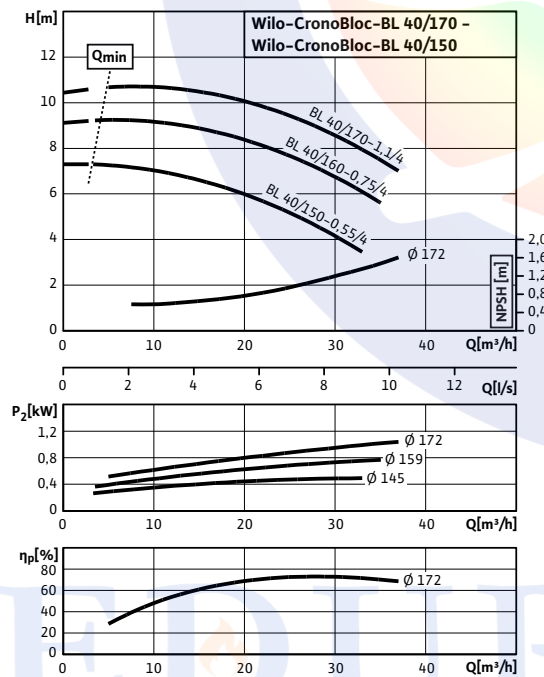 H[m]
Wilo-CronoBloc-BL 40/170 –
Wilo-CronoBloc-BL 40/150
Qmin
12
10
8
6
4
2
0
BL 40/170-1,1/4
BL 40/160-0,75/4
BL 40/150-0,55/4
Ø 172
2,0
1,6
1,2
0,8
0,4
0
NPSH [m]
0 10 20 30 40 Q[m³/h]
0 2 4 6 8 10 12 Q[l/s]
P₂[kW]
1,2
0,8
0,4
0
Ø 172
Ø 159
Ø 145
0 10 20 30 40 Q[m³/h]
ηp[%]
80
60
40
20
0
Ø 172
0 10 20 30 40 Q[m³/h]